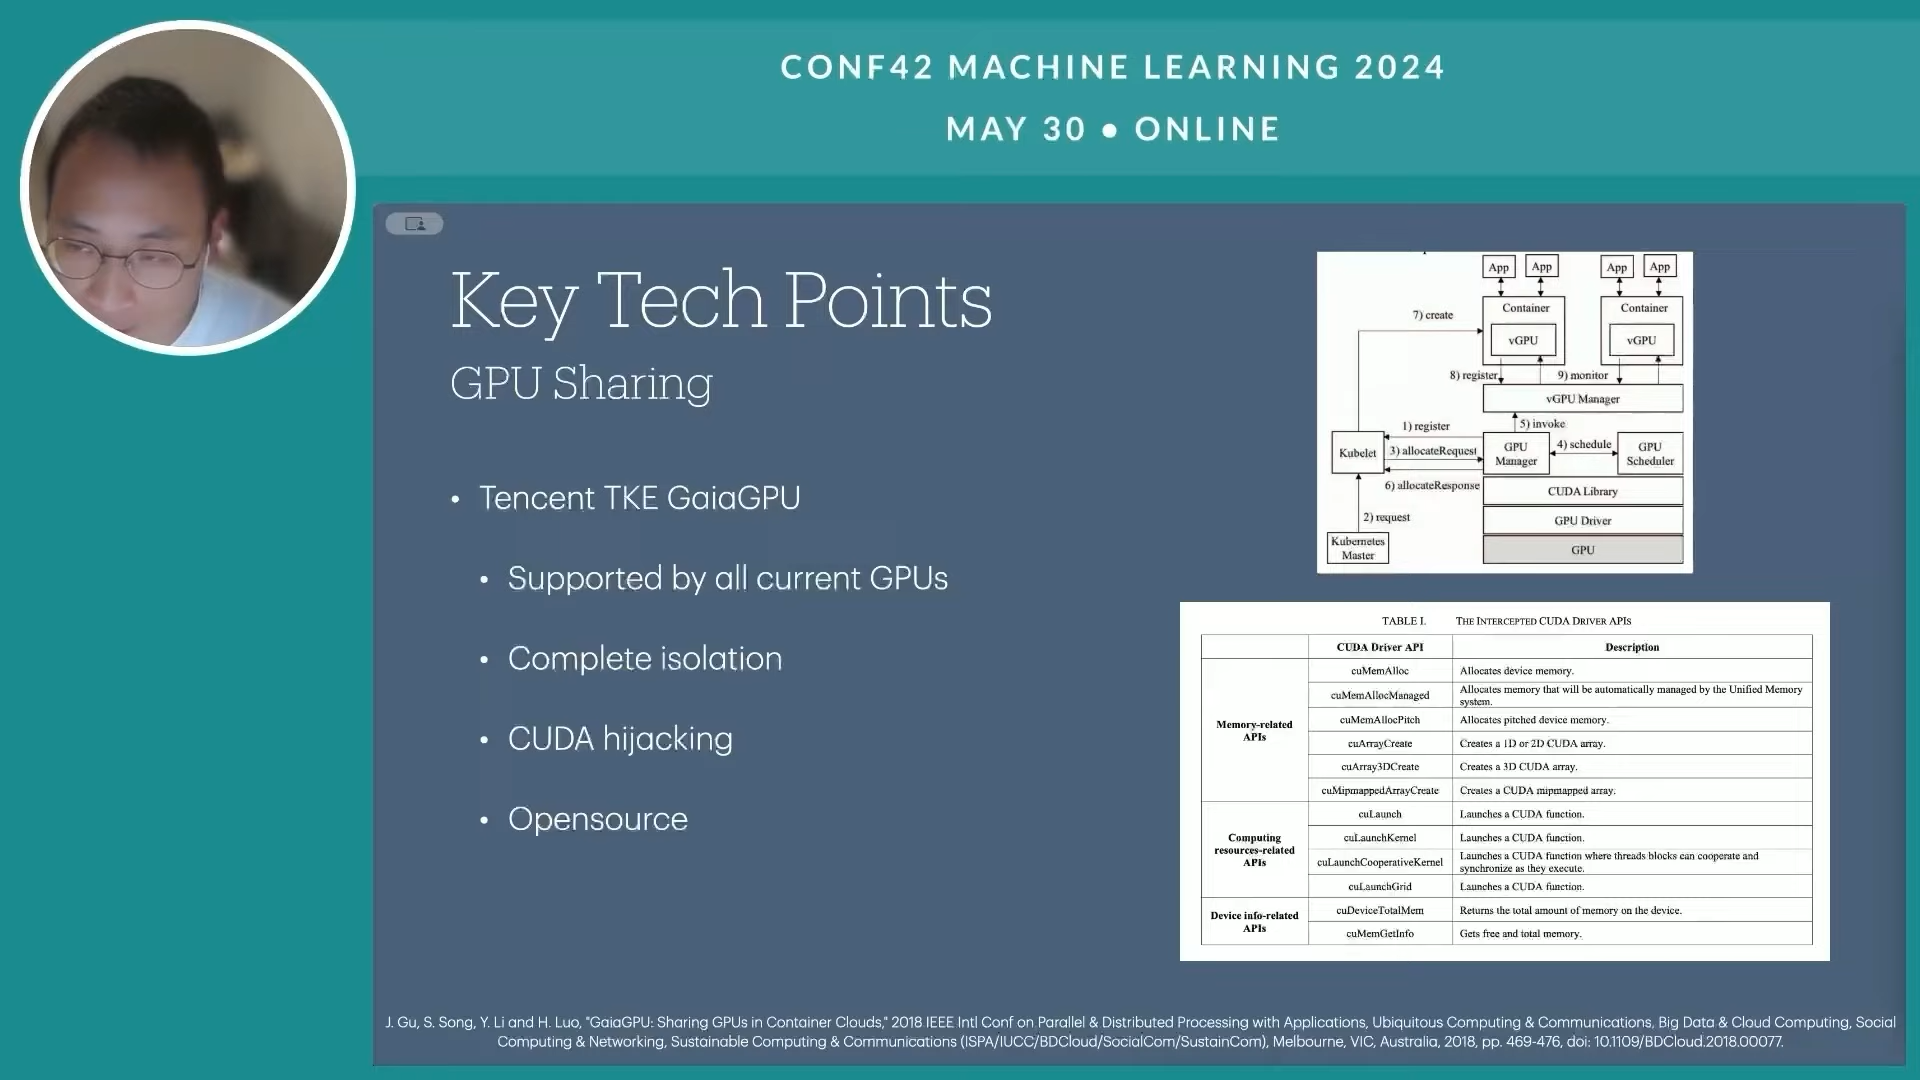 CONF42 MACHINE LEARNING 2024
MAY 30 ● ONLINE
Key Tech Points
GPU Sharing
• Tencent TKE GaiaGPU
• Supported by all current GPUs
• Complete isolation
• CUDA hijacking
• Opensource
App App App App
Container Container
7) create
vGPU vGPU
8) register 9) monitor
vGPU Manager
5) invoke
1) register
Kubelet
3) allocateRequest
GPU
Manager
4) schedule
GPU
Scheduler
6) allocateResponse
CUDA Library
2) request
GPU Driver
Kubernetes
Master
GPU
TABLE I. THE INTERCEPTED CUDA DRIVER APIS
CUDA Driver API Description
Memory-related
APIs
cuMemAlloc Allocates device memory.
cuMemAllocManaged Allocates memory that will be automatically managed by the Unified Memory
system.
cuMemAllocPitch Allocates pitched device memory.
cuArrayCreate Creates a 1D or 2D CUDA array.
cuArray3DCreate Creates a 3D CUDA array.
cuMipmappedArrayCreate Creates a CUDA mipmapped array.
Computing
resources-related
APIs
cuLaunch Launches a CUDA function.
cuLaunchKernel Launches a CUDA function.
cuLaunchCooperativeKernel Launches a CUDA function where threads blocks can cooperate and
synchronize as they execute.
cuLaunchGrid Launches a CUDA function.
Device info-related
APIs
cuDeviceTotalMem Returns the total amount of memory on the device.
cuMemGetInfo Gets free and total memory.
J. Gu, S. Song, Y. Li and H. Luo, "GaiaGPU: Sharing GPUs in Container Clouds," 2018 IEEE Intl Conf on Parallel & Distributed Processing with Applications, Ubiquitous Computing & Communications, Big Data & Cloud Computing, Social
Computing & Networking, Sustainable Computing & Communications (ISPA/IUCC/BDCloud/SocialCom/SustainCom), Melbourne, VIC, Australia, 2018, pp. 469-476, doi: 10.1109/BDCloud.2018.00077.